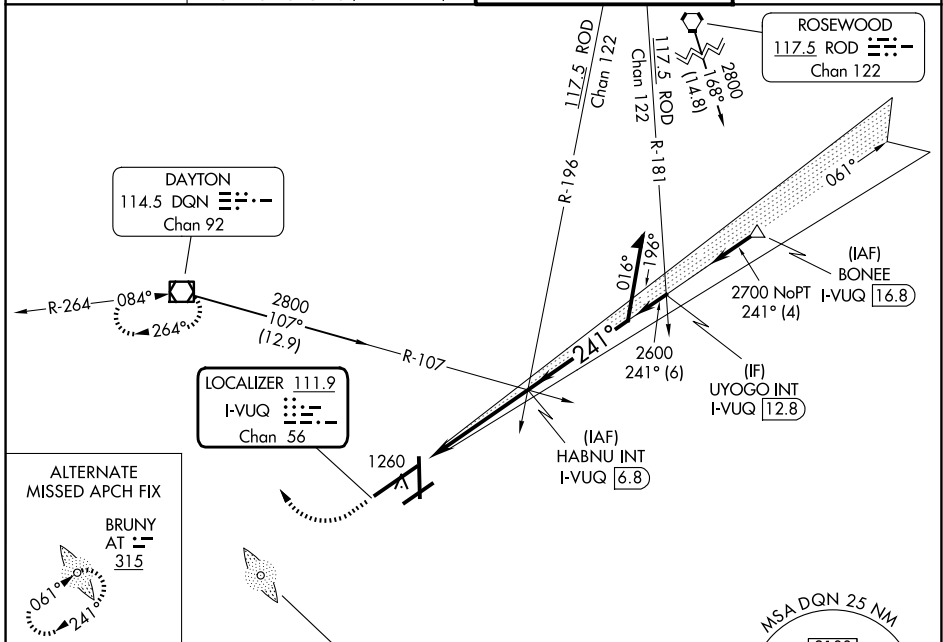 ROSEWOOD
117.5 ROD
Chan 122
117.5 ROD
Chan 122
R-196
117.5 ROD
Chan 122
R-181
2800
168°
(14.8)
061°
DAYTON
114.5 DQN
Chan 92
R-264
084°
264°
2800
107°
(12.9)
R-107
016°
196°
241°
2600
241° (6)
2700 NoPT
241° (4)
(IAF)
BONEE
I-VUQ 16.8
(IF)
UYOGO INT
I-VUQ 12.8
(IAF)
HABNU INT
I-VUQ 6.8
LOCALIZER 111.9
I-VUQ
Chan 56
1260
ALTERNATE
MISSED APCH FIX
BRUNY
AT
315
061°
241°
MSA DQN 25 NM